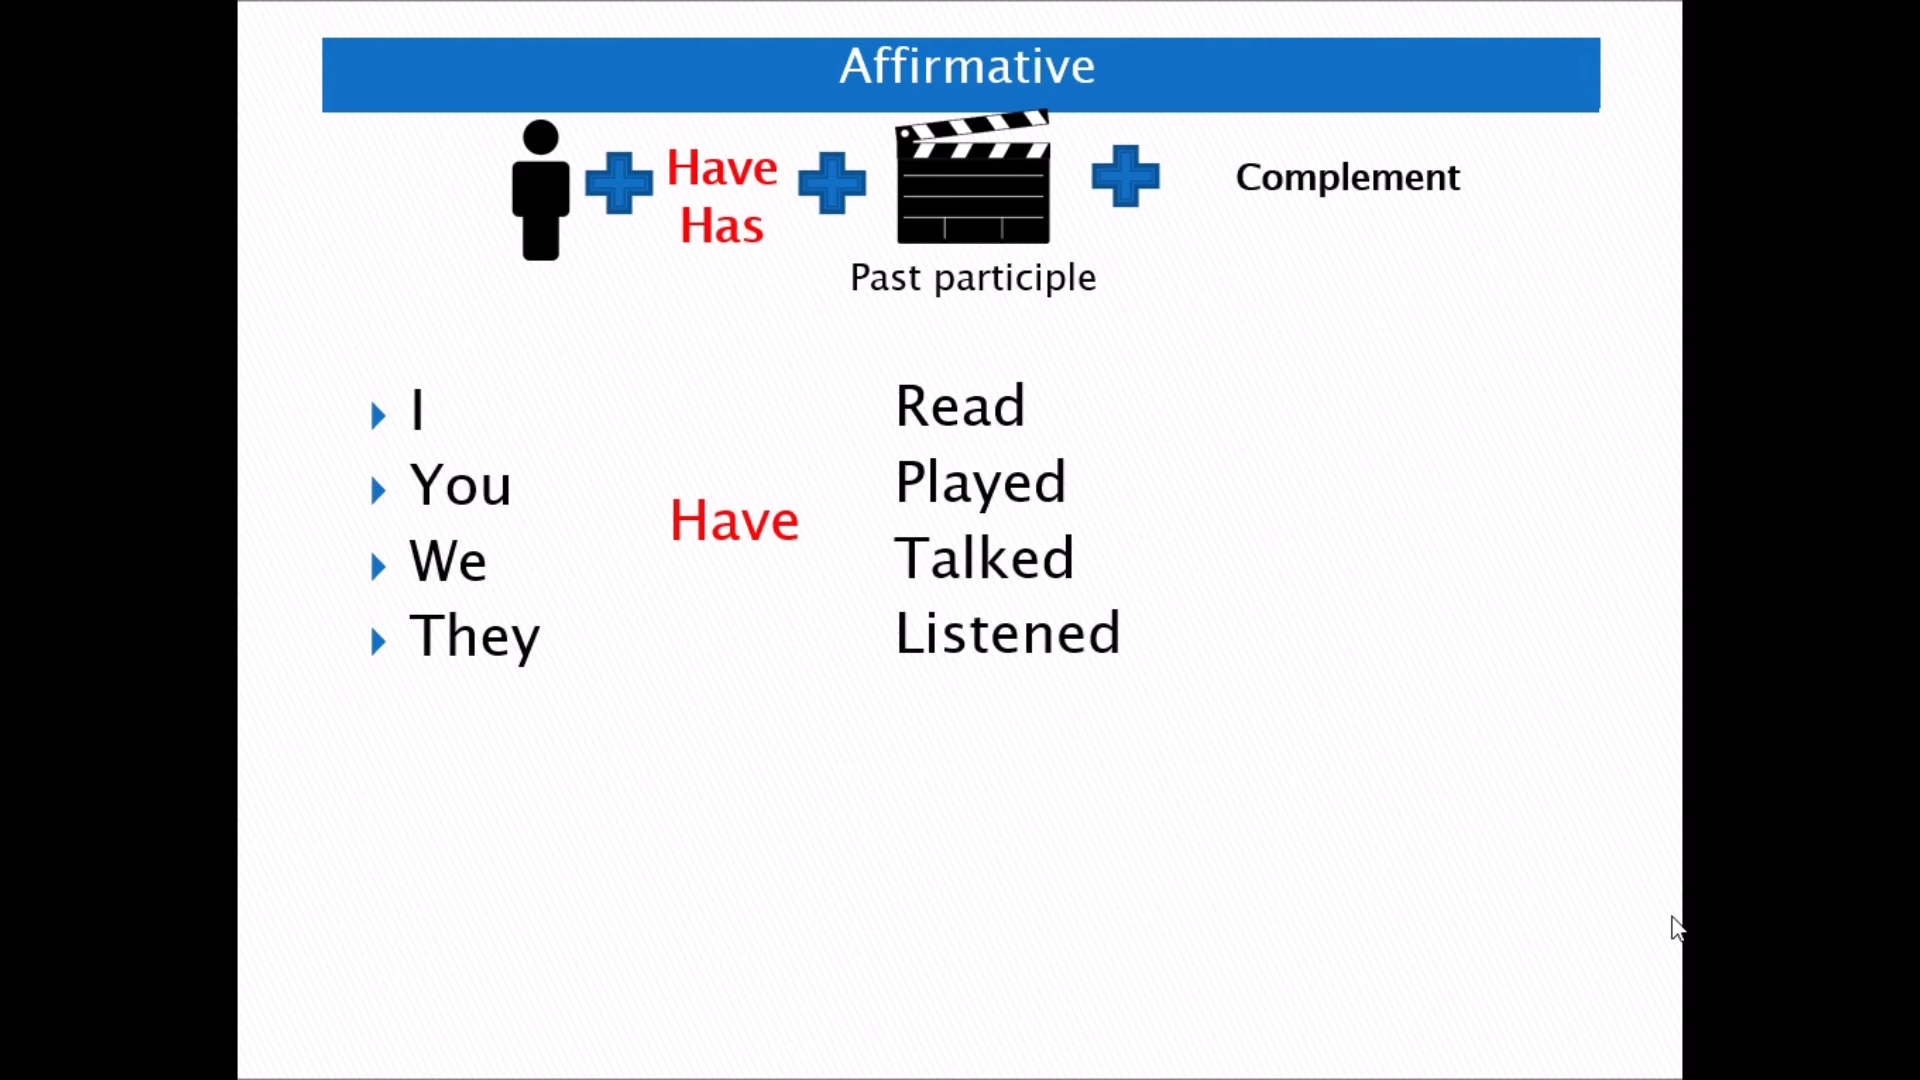 Affirmative
Have
Has
Complement
Past participle
I
You
We
They
Have
Read
Played
Talked
Listened